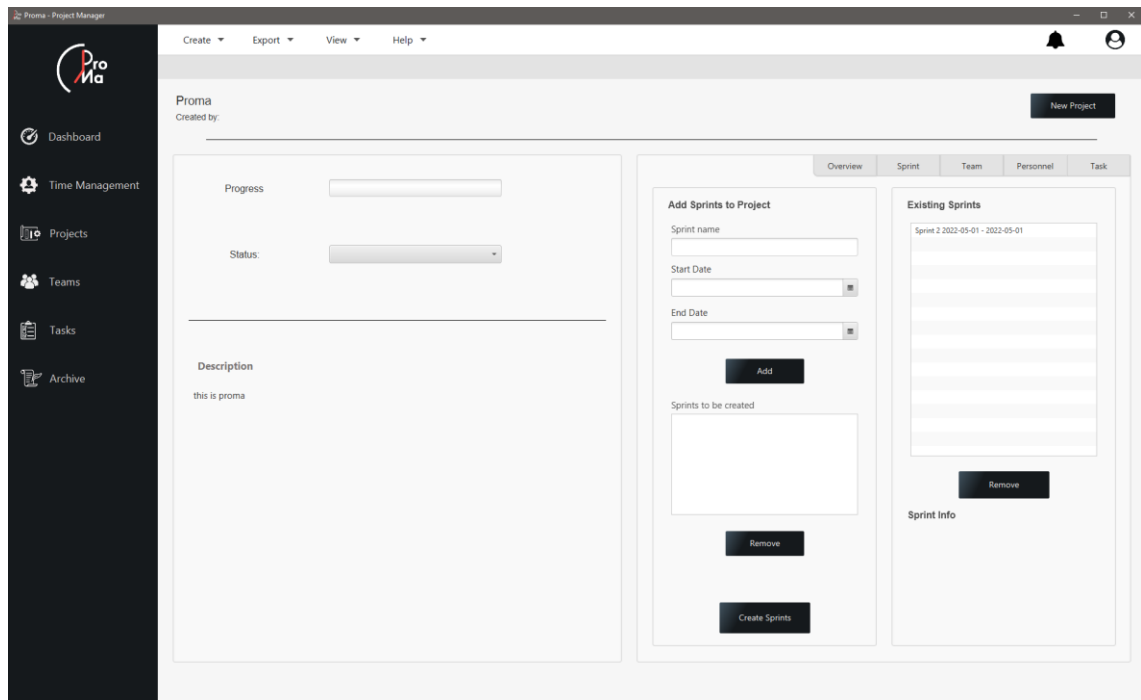 Proma - Project Manager
Pro
Ma
Create Export View Help
Dashboard
Time Management
Projects
Teams
Tasks
Archive
Proma
Created by:
New Project
Progress
Status:
Description
this is proma
Overview Sprint Team Personnel Task
Add Sprints to Project
Sprint name
Start Date
End Date
Add
Sprints to be created
Remove
Create Sprints
Existing Sprints
Sprint 2 2022-05-01 - 2022-05-01
Remove
Sprint Info